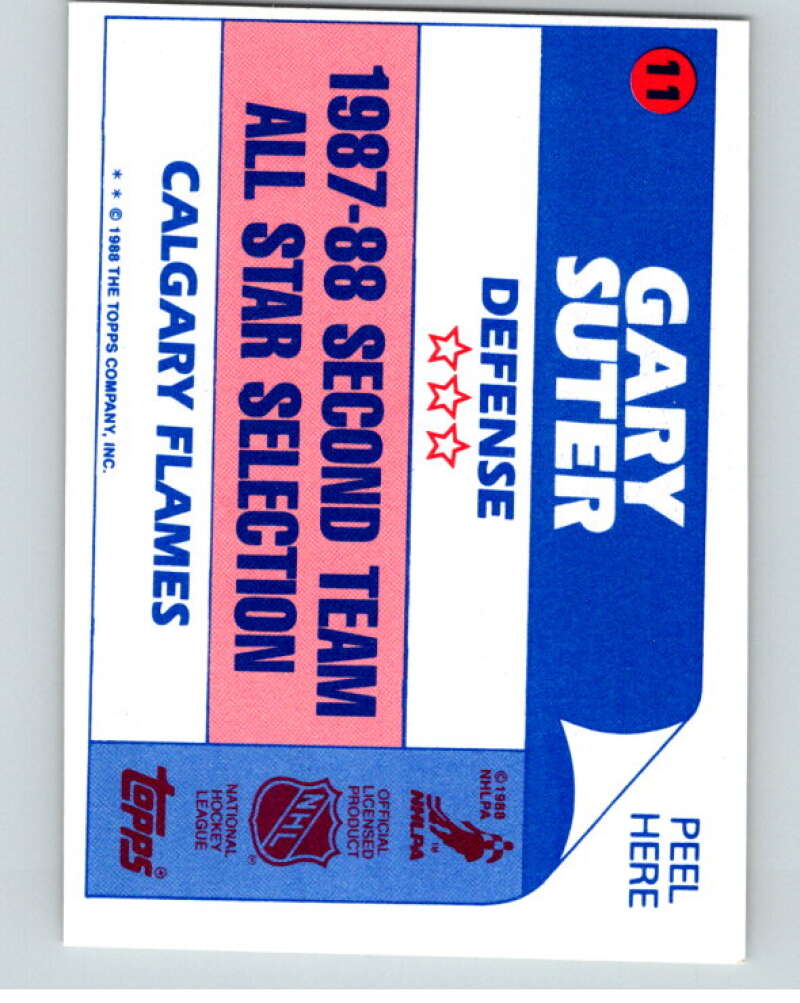 11
GARY
SUTER
PEEL
HERE
DEFENSE
1987-88 SECOND TEAM
ALL STAR SELECTION
CALGARY FLAMES
* * © 1988 THE TOPPS COMPANY, INC.
© 1988
NHLPA
NHLPA™
OFFICIAL
LICENSED
PRODUCT
NHL®
NATIONAL
HOCKEY
LEAGUE
topps®